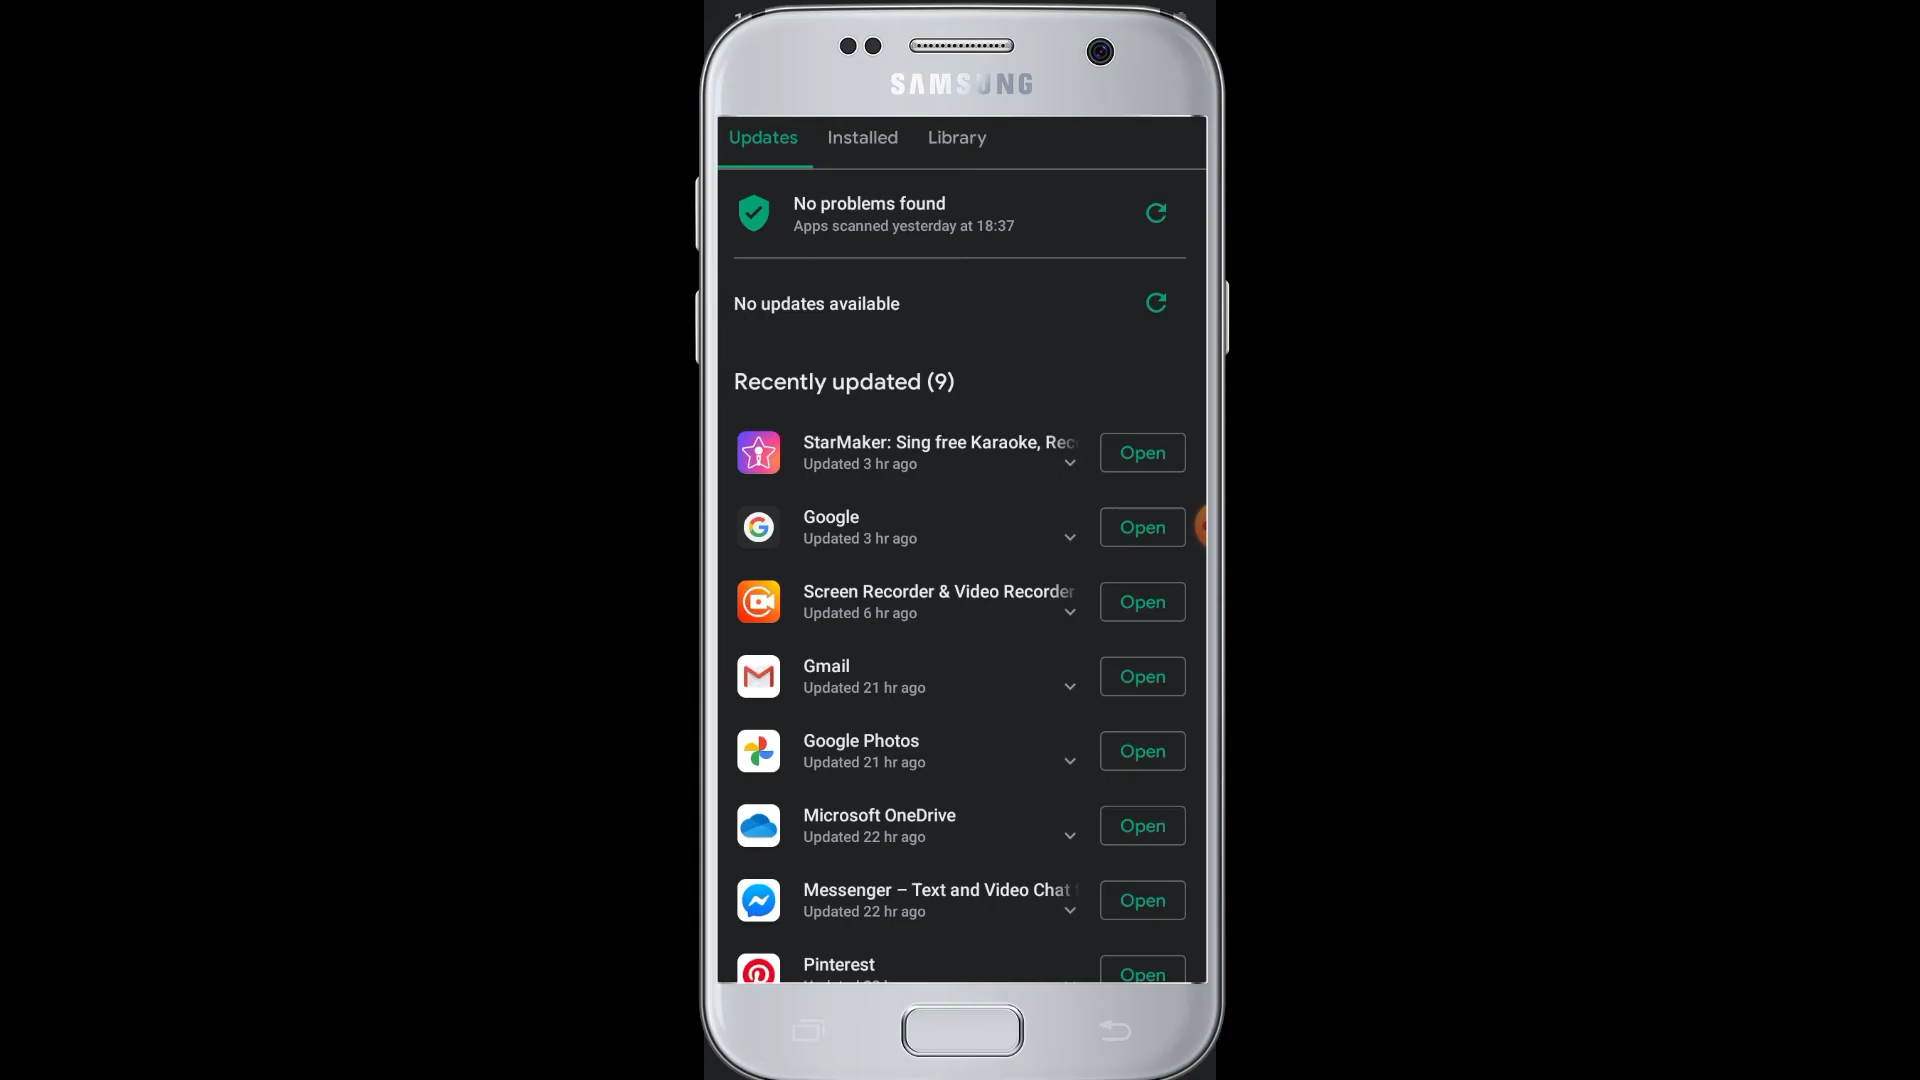 SAMSUNG
Updates
Installed
Library
No problems found
Apps scanned yesterday at 18:37
No updates available
Recently updated (9)
StarMaker: Sing free Karaoke, Rec
Updated 3 hr ago
Open
Google
Updated 3 hr ago
Open
Screen Recorder & Video Recorder
Updated 6 hr ago
Open
Gmail
Updated 21 hr ago
Open
Google Photos
Updated 21 hr ago
Open
Microsoft OneDrive
Updated 22 hr ago
Open
Messenger – Text and Video Chat
Updated 22 hr ago
Open
Pinterest
Open